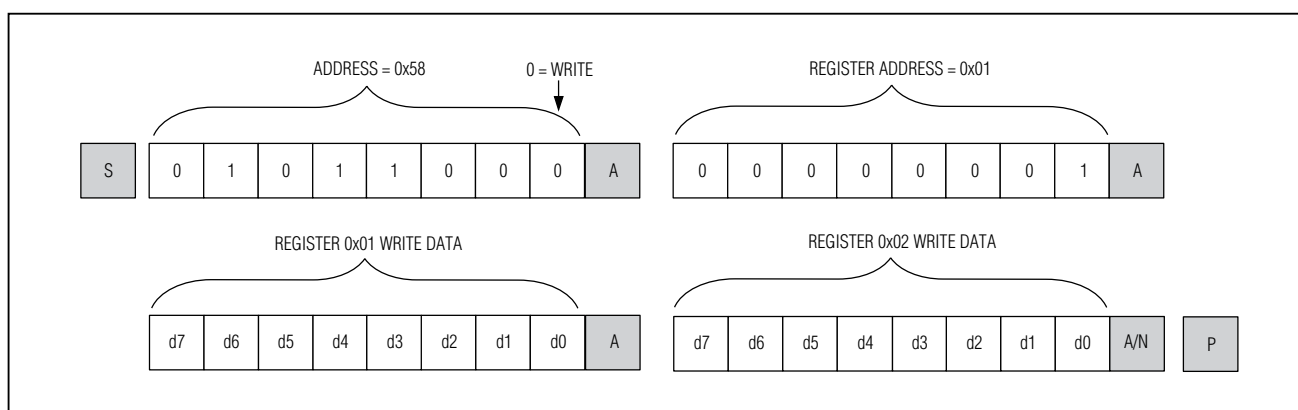 ADDRESS = 0x58 0 = WRITE REGISTER ADDRESS = 0x01
S 0 1 0 1 1 0 0 0 A 0 0 0 0 0 0 0 1 A
REGISTER 0x01 WRITE DATA REGISTER 0x02 WRITE DATA
d7 d6 d5 d4 d3 d2 d1 d0 A d7 d6 d5 d4 d3 d2 d1 d0 A/N P